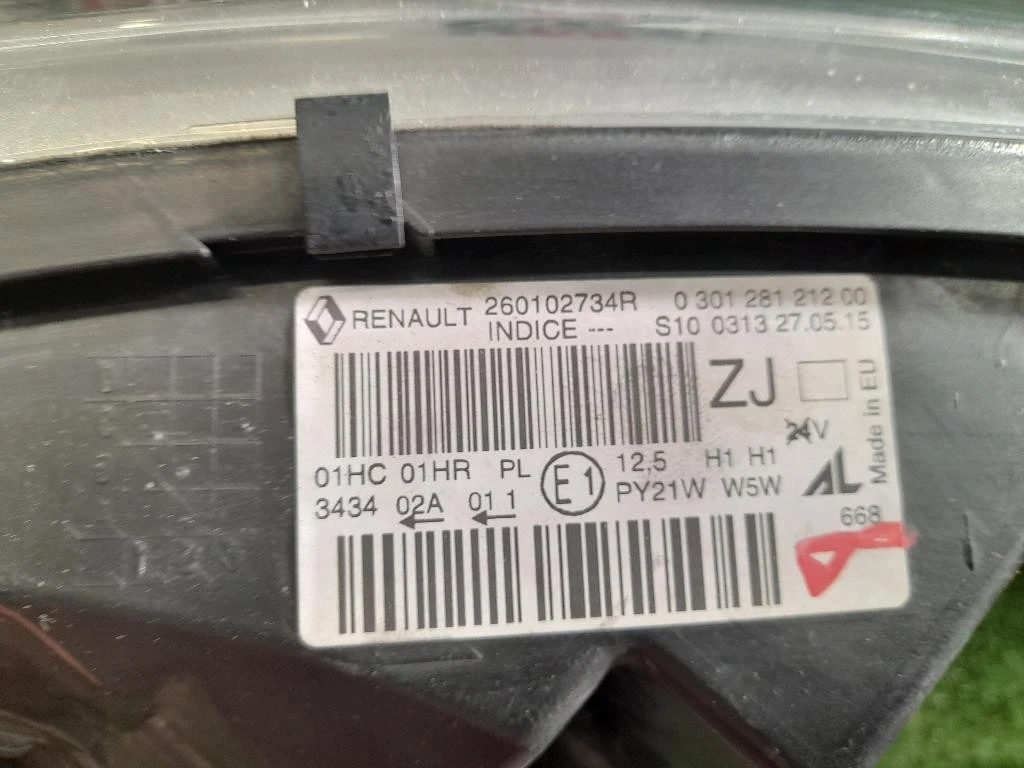 RENAULT 260102734R 0 301 281 212 00
INDICE --- S10 0313 27.05.15
ZJ
24V
Made in EU
01HC 01HR PL E1 12,5 H1 H1
3434 02A 01 1 PY21W W5W AL
668